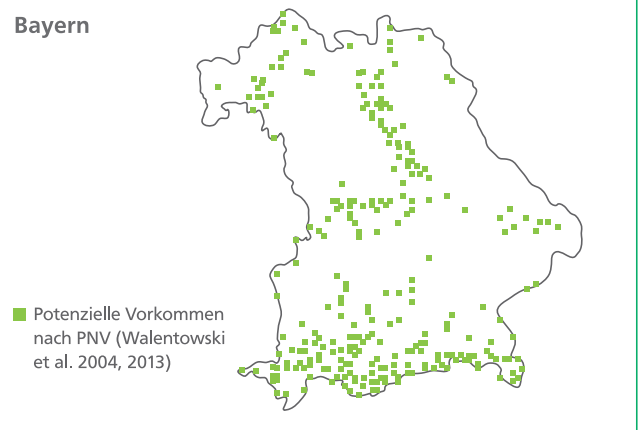 Bayern
Potenzielle Vorkommen
nach PNV (Walentowski
et al. 2004, 2013)